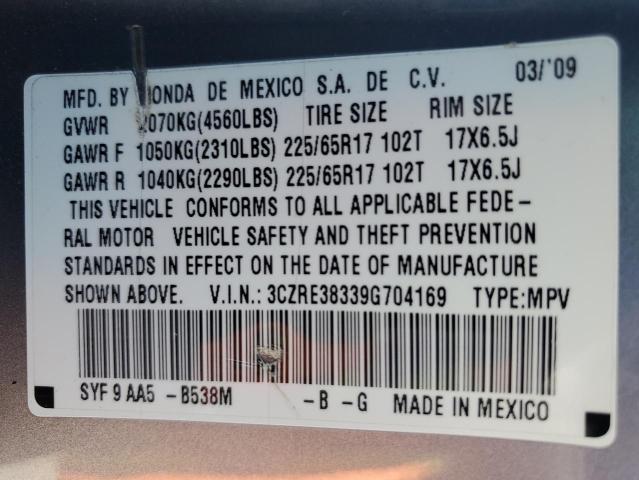 MFD. BY HONDA DE MEXICO S.A. DE C.V. 03/'09
GVWR 2070KG(4560LBS) TIRE SIZE RIM SIZE
GAWR F 1050KG(2310LBS) 225/65R17 102T 17X6.5J
GAWR R 1040KG(2290LBS) 225/65R17 102T 17X6.5J
THIS VEHICLE CONFORMS TO ALL APPLICABLE FEDE-
RAL MOTOR VEHICLE SAFETY AND THEFT PREVENTION
STANDARDS IN EFFECT ON THE DATE OF MANUFACTURE
SHOWN ABOVE. V.I.N.: 3CZRE38339G704169 TYPE:MPV
SYF 9 AA5 -B538M -B -G MADE IN MEXICO